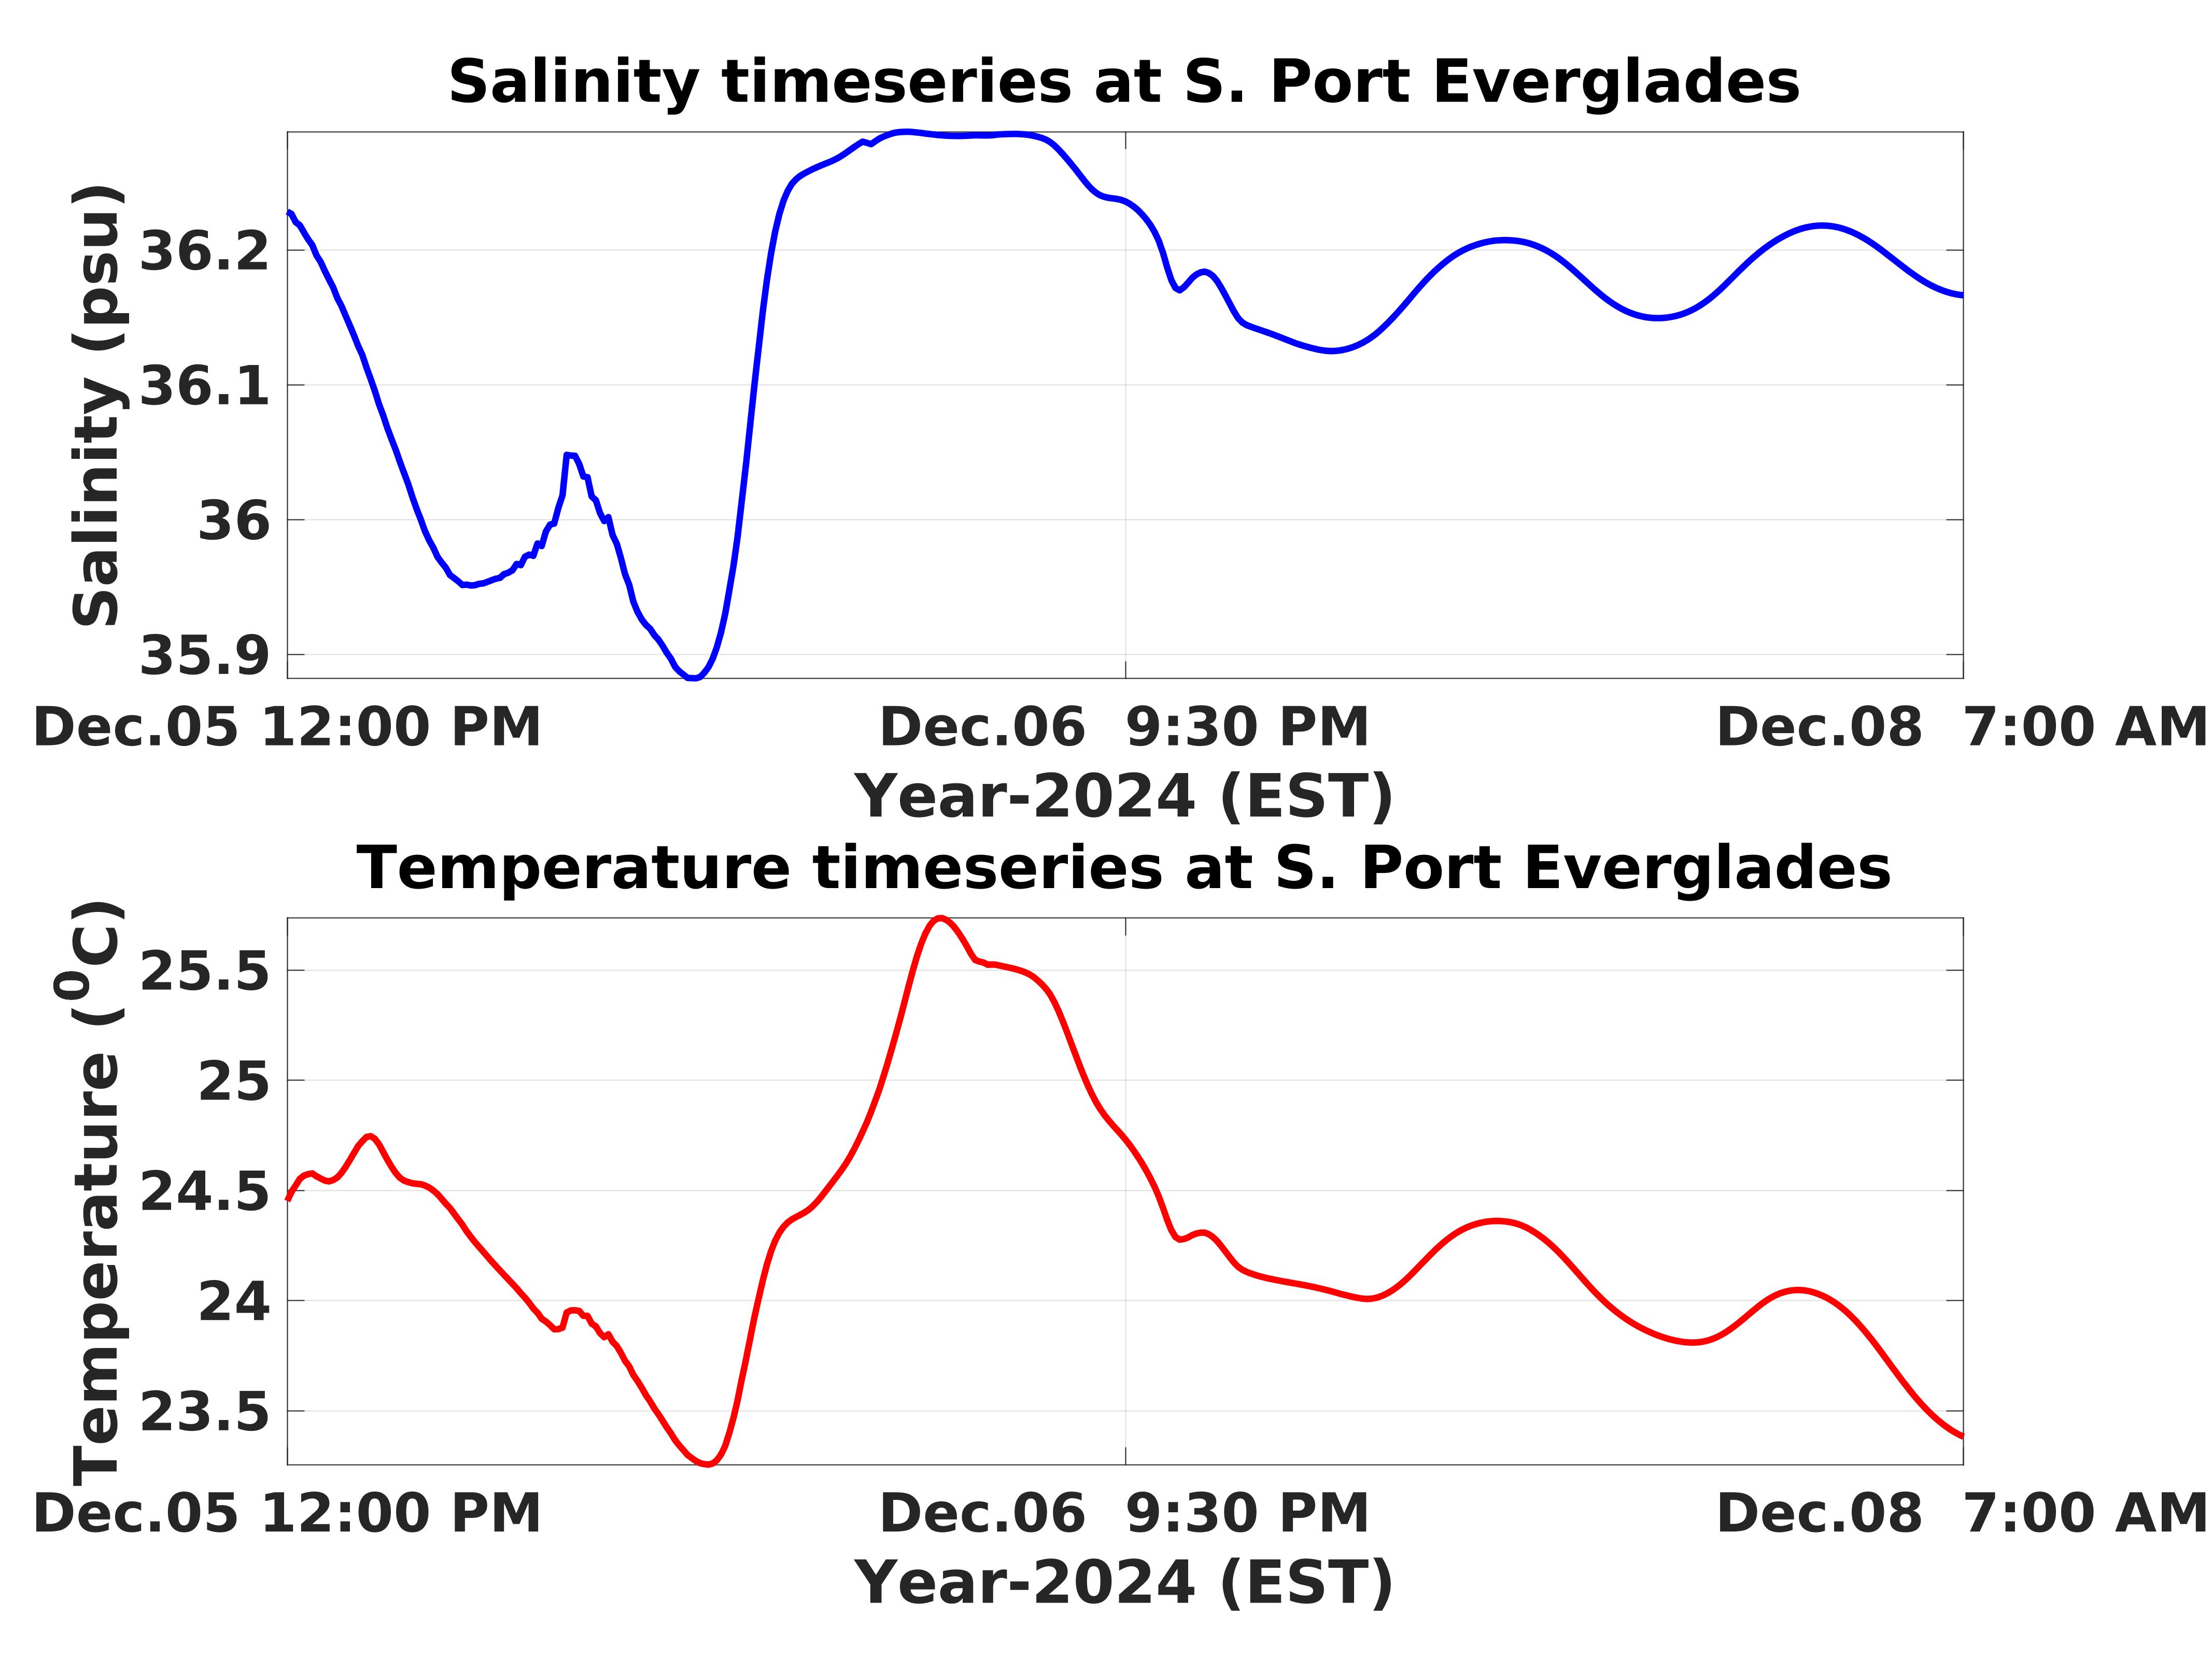 Salinity timeseries at S. Port Everglades
Salinity (psu)
36.2
36.1
36
35.9
Dec.05 12:00 PM
Dec.06  9:30 PM
Dec.08  7:00 AM
Year-2024 (EST)
Temperature timeseries at S. Port Everglades
Temperature (⁰C)
25.5
25
24.5
24
23.5
Dec.05 12:00 PM
Dec.06  9:30 PM
Dec.08  7:00 AM
Year-2024 (EST)